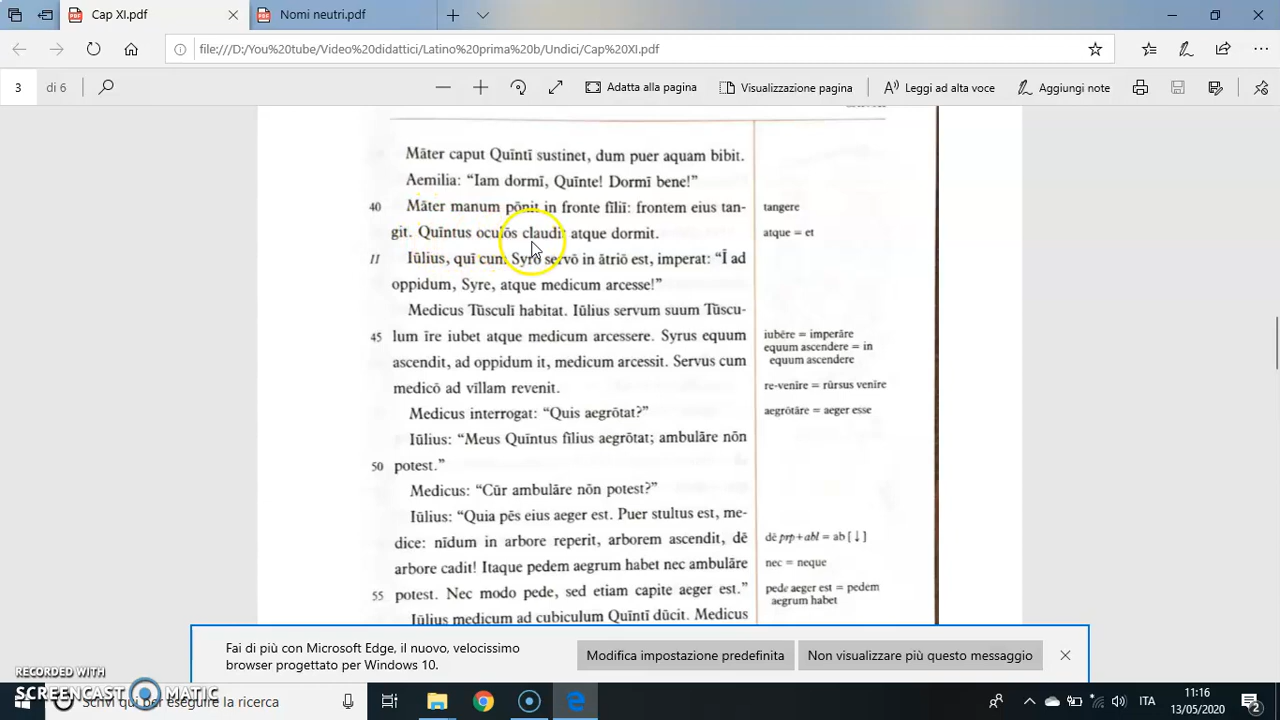 Cap XI.pdf
Nomi neutri.pdf
file:///D:/You%20tube/Video%20didattici/Latino%20prima%20b/Undici/Cap%20XI.pdf
3 di 6 Adatta alla pagina Visualizzazione pagina Leggi ad alta voce Aggiungi note
Māter caput Quīntī sustinet, dum puer aquam bibit.
Aemilia: “Iam dormī, Quīnte! Dormī bene!”
40 Māter manum pōnit in fronte fīliī: frontem eius tan- tangere
git. Quīntus oculōs claudit atque dormit. atque = et
II Iūlius, quī cum Syrō servō in ātriō est, imperat: “Ī ad
oppidum, Syre, atque medicum arcesse!”
Medicus Tūsculī habitat. Iūlius servum suum Tūscu-
45 lum īre iubet atque medicum arcessere. Syrus equum
iubēre = imperāre
equum ascendere = in
equum ascendere
ascendit, ad oppidum it, medicum arcessit. Servus cum
medicō ad vīllam revenit.
re-venīre = rūrsus venīre
Medicus interrogat: “Quis aegrōtat?”
aegrōtāre = aeger esse
Iūlius: “Meus Quīntus fīlius aegrōtat; ambulāre nōn
50 potest.”
Medicus: “Cūr ambulāre nōn potest?”
Iūlius: “Quia pēs eius aeger est. Puer stultus est, me-
dice: nīdum in arbore reperit, arborem ascendit, dē
dē prp+abl = ab [↓]
arbore cadit! Itaque pedem aegrum habet nec ambulāre
nec = neque
55 potest. Nec modo pede, sed etiam capite aeger est.”
pede aeger est = pedem
aegrum habet
Iūlius medicum ad cubiculum Quīntī dūcit. Medicus
Fai di più con Microsoft Edge, il nuovo, velocissimo
browser progettato per Windows 10.
Modifica impostazione predefinita
Non visualizzare più questo messaggio
RECORDED WITH
SCREENCAST MATIC
Scrivi qui per eseguire la ricerca
ITA
11:16
13/05/2020
2